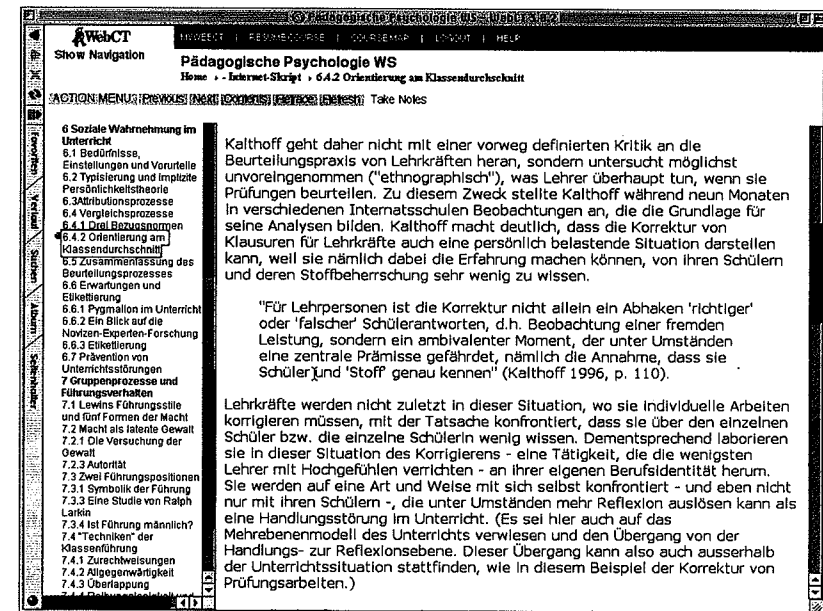 Pädagogische Psychologie WS - WebCT 3.0.2
WebCT
MYWEBCT | RESUME COURSE | COURSE MAP | LOGOUT | HELP
Show Navigation
Pädagogische Psychologie WS
Home › - Internet-Skript › 6.4.2 Orientierung am Klassendurchschnitt
ACTION MENU: Previous Next Contents Retrace Refresh Take Notes
Favoriten
Verlauf
Suchen
Album
Seitenhalter
6 Soziale Wahrnehmung im
Unterricht
6.1 Bedürfnisse,
Einstellungen und Vorurteile
6.2 Typisierung und implizite
Persönlichkeitstheorie
6.3Attributionsprozesse
6.4 Vergleichsprozesse
6.4.1 Drei Bezugsnormen
6.4.2 Orientierung am
Klassendurchschnitt
6.5 Zusammenfassung des
Beurteilungsprozesses
6.6 Erwartungen und
Etikettierung
6.6.1 Pygmalion im Unterricht
6.6.2 Ein Blick auf die
Novizen-Experten-Forschung
6.6.3 Etikettierung
6.7 Prävention von
Unterrichtsstörungen
7 Gruppenprozesse und
Führungsverhalten
7.1 Lewins Führungsstile
und fünf Formen der Macht
7.2 Macht als latente Gewalt
7.2.1 Die Versuchung der
Gewalt
7.2.3 Autorität
7.3 Zwei Führungspositionen
7.3.1 Symbolik der Führung
7.3.3 Eine Studie von Ralph
Larkin
7.3.4 Ist Führung männlich?
7.4 "Techniken" der
Klassenführung
7.4.1 Zurechtweisungen
7.4.2 Allgegenwärtigkeit
7.4.3 Überlappung
Kalthoff geht daher nicht mit einer vorweg definierten Kritik an die
Beurteilungspraxis von Lehrkräften heran, sondern untersucht möglichst
unvoreingenommen ("ethnographisch"), was Lehrer überhaupt tun, wenn sie
Prüfungen beurteilen. Zu diesem Zweck stellte Kalthoff während neun Monaten
in verschiedenen Internatsschulen Beobachtungen an, die die Grundlage für
seine Analysen bilden. Kalthoff macht deutlich, dass die Korrektur von
Klausuren für Lehrkräfte auch eine persönlich belastende Situation darstellen
kann, weil sie nämlich dabei die Erfahrung machen können, von ihren Schülern
und deren Stoffbeherrschung sehr wenig zu wissen.
"Für Lehrpersonen ist die Korrektur nicht allein ein Abhaken 'richtiger'
oder 'falscher' Schülerantworten, d.h. Beobachtung einer fremden
Leistung, sondern ein ambivalenter Moment, der unter Umständen
eine zentrale Prämisse gefährdet, nämlich die Annahme, dass sie
Schüler und 'Stoff' genau kennen" (Kalthoff 1996, p. 110).
Lehrkräfte werden nicht zuletzt in dieser Situation, wo sie individuelle Arbeiten
korrigieren müssen, mit der Tatsache konfrontiert, dass sie über den einzelnen
Schüler bzw. die einzelne Schülerin wenig wissen. Dementsprechend laborieren
sie in dieser Situation des Korrigierens - eine Tätigkeit, die die wenigsten
Lehrer mit Hochgefühlen verrichten - an ihrer eigenen Berufsidentität herum.
Sie werden auf eine Art und Weise mit sich selbst konfrontiert - und eben nicht
nur mit ihren Schülern -, die unter Umständen mehr Reflexion auslösen kann als
eine Handlungsstörung im Unterricht. (Es sei hier auch auf das
Mehrebenenmodell des Unterrichts verwiesen und den Übergang von der
Handlungs- zur Reflexionsebene. Dieser Übergang kann also auch ausserhalb
der Unterrichtssituation stattfinden, wie in diesem Beispiel der Korrektur von
Prüfungsarbeiten.)